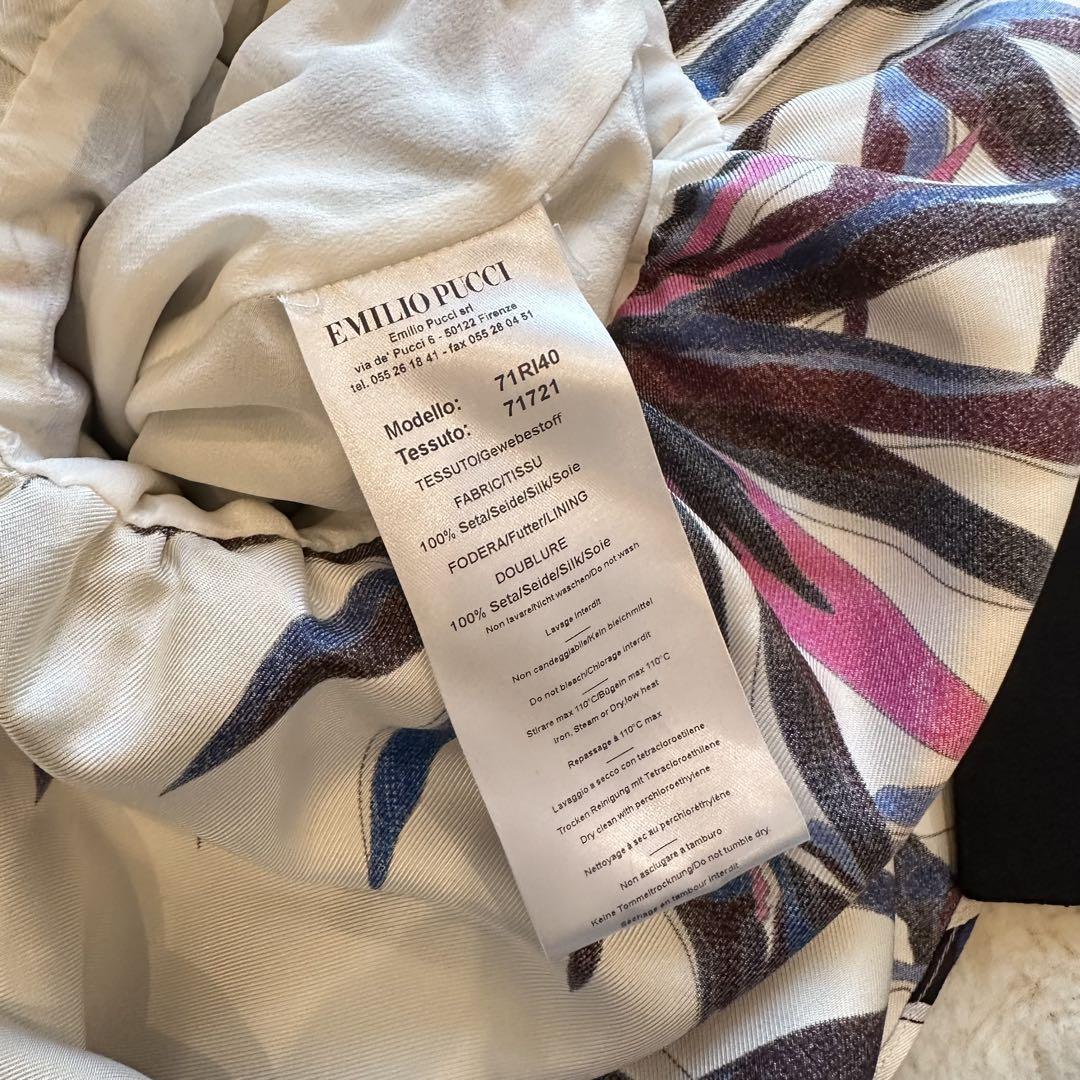 EMILIO PUCCI
Emilio Pucci srl
via de' Pucci 6 - 50122 Firenze
tel. 055 26 18 41 - fax 055 26 04 51
Modello: 71RI40
Tessuto: 71721
TESSUTO/Gewebestoff
FABRIC/TISSU
100% Seta/Seide/Silk/Soie
FODERA/Futter/LINING
DOUBLURE
100% Seta/Seide/Silk/Soie
Non lavare/Nicht waschen/Do not wash
Lavage interdit
Non candeggiabile/Kein bleichmittel
Do not bleach/Chlorage interdit
Stirare max 110°C/Bügeln max 110°C
Iron, Steam or Dry, low heat
Repassage à 110°C max
Lavaggio a secco con tetracloroetilene
Trocken Reinigung mit Tetracloroethilene
Dry clean with perchloroethylene
Nettoyage à sec au perchloréthylène
Non asciugare a tamburo
Keine Tommeltrocknung/Do not tumble dry.
Sechage en tambour interdit